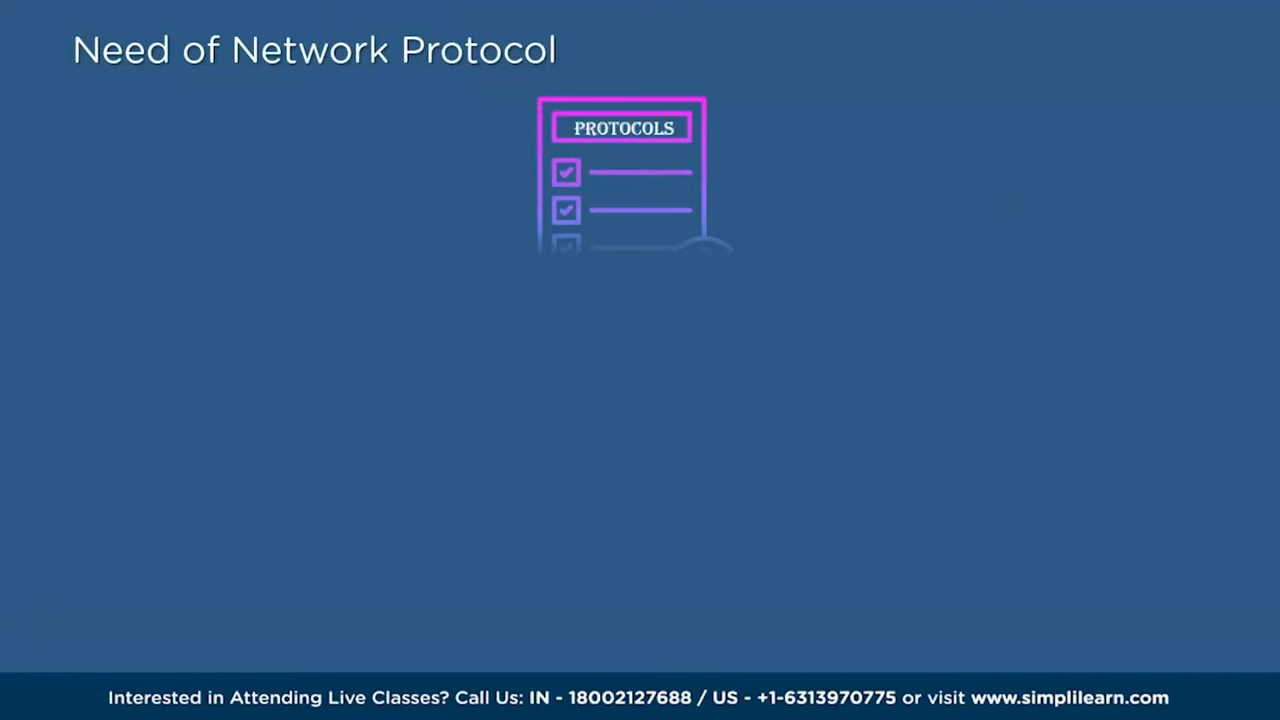 Need of Network Protocol
PROTOCOLS
Interested in Attending Live Classes? Call Us: IN - 18002127688 / US - +1-6313970775 or visit www.simplilearn.com